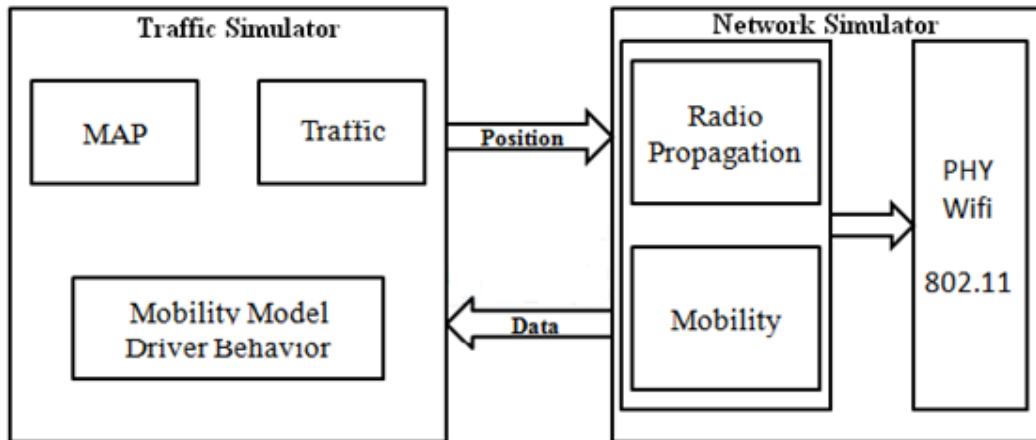 Traffic Simulator
MAP
Traffic
Mobility Model
Driver Behavior
Position
Data
Network Simulator
Radio
Propagation
Mobility
PHY
Wifi
802.11